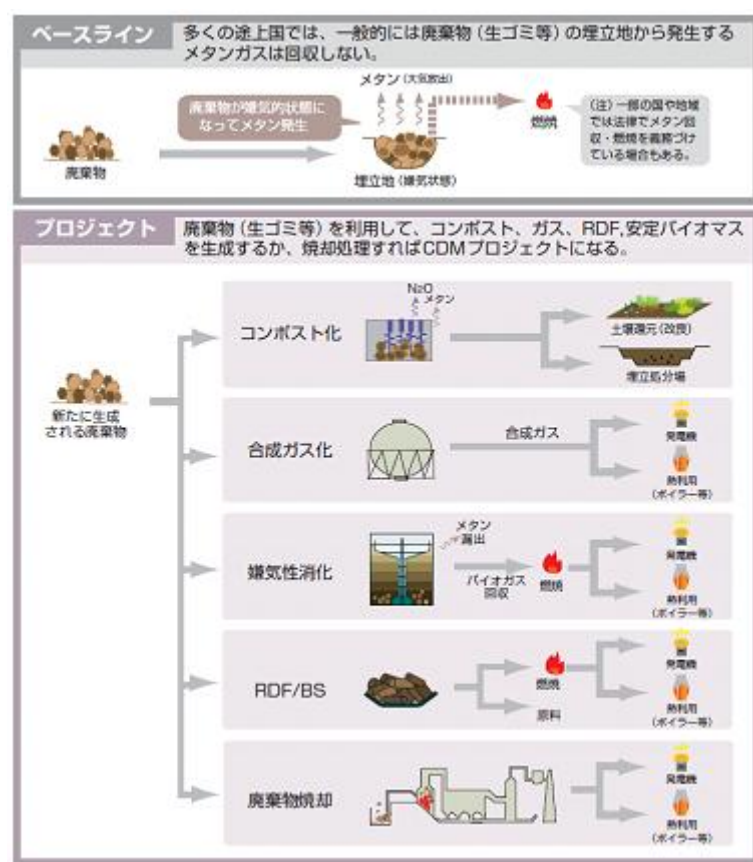 ベースライン
多くの途上国では、一般的には廃棄物(生ゴミ等)の埋立地から発生する
メタンガスは回収しない。
メタン(大気放出)
廃棄物が嫌気的状態に
なってメタン発生
燃焼
(注)一部の国や地域
では法律でメタン回
収・燃焼を義務づけ
ている場合もある。
廃棄物
埋立地(嫌気状態)
プロジェクト
廃棄物(生ゴミ等)を利用して、コンポスト、ガス、RDF,安定バイオマス
を生成するか、焼却処理すればCDMプロジェクトになる。
新たに生成
される廃棄物
コンポスト化
N2O
メタン
土壌還元(改良)
埋立処分場
合成ガス化
合成ガス
発電機
熱利用
(ボイラー等)
嫌気性消化
メタン
漏出
バイオガス
回収
燃焼
発電機
熱利用
(ボイラー等)
RDF/BS
燃焼
原料
発電機
熱利用
(ボイラー等)
廃棄物焼却
発電機
熱利用
(ボイラー等)